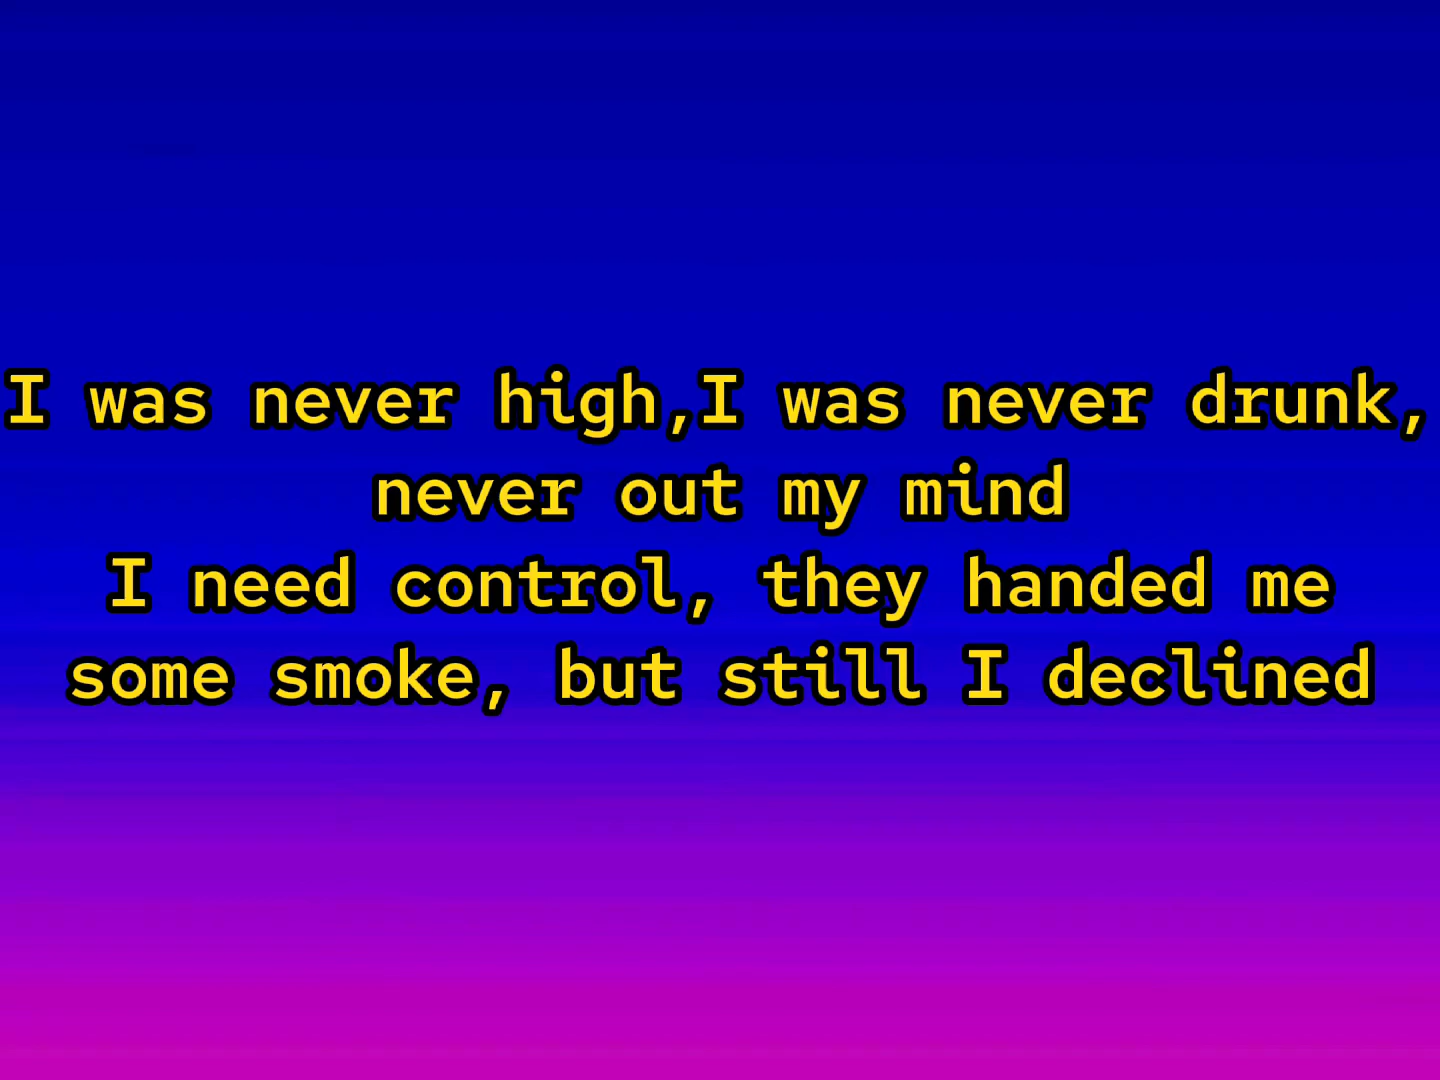 I was never high,I was never drunk,
never out my mind
I need control, they handed me
some smoke, but still I declined